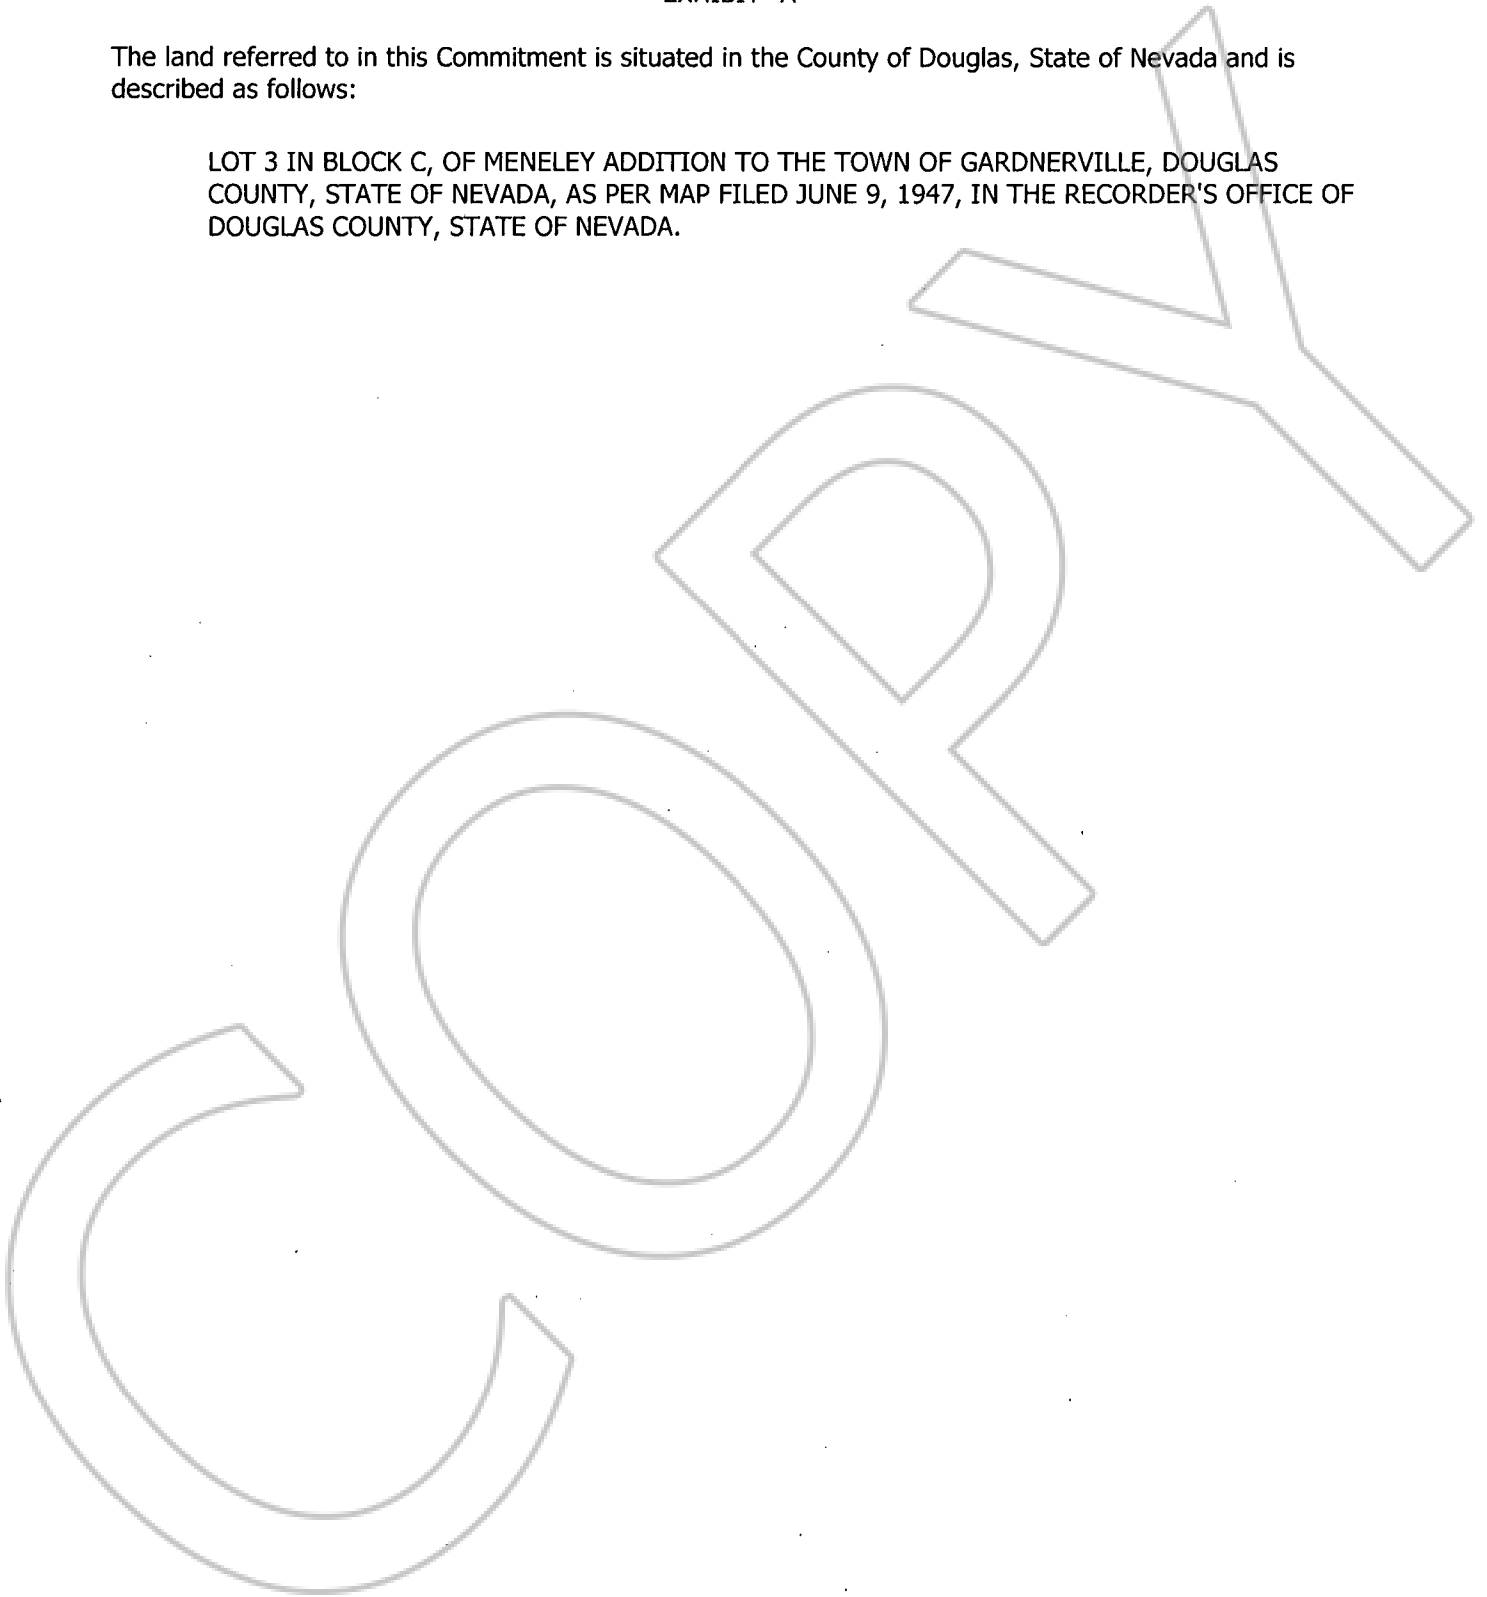 EXHIBIT "A"
The land referred to in this Commitment is situated in the County of Douglas, State of Nevada and is
described as follows:
LOT 3 IN BLOCK C, OF MENELEY ADDITION TO THE TOWN OF GARDNERVILLE, DOUGLAS
COUNTY, STATE OF NEVADA, AS PER MAP FILED JUNE 9, 1947, IN THE RECORDER'S OFFICE OF
DOUGLAS COUNTY, STATE OF NEVADA.
COPY